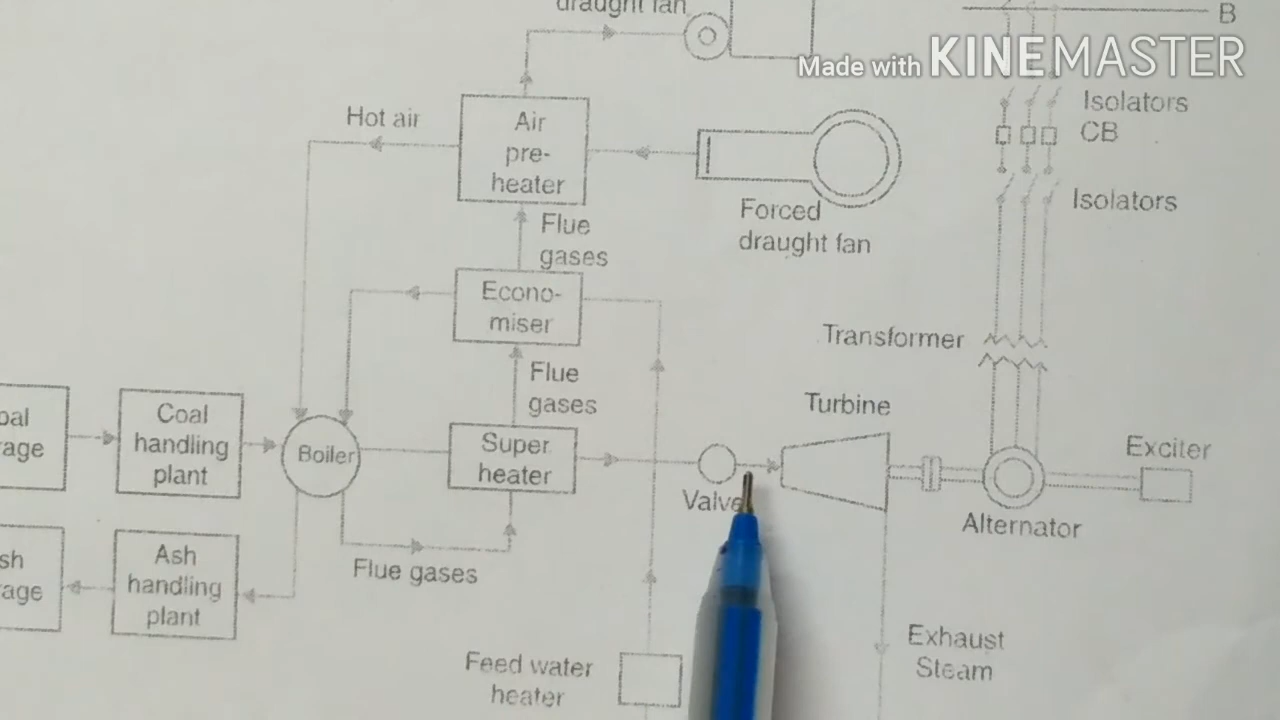 draught fan
B
Made with KINEMASTER
Isolators
CB
Hot air
Air
pre-
heater
Isolators
Forced
draught fan
Flue
gases
Econo-
miser
Transformer
Flue
gases
Turbine
Coal
handling
plant
Boiler
Super
heater
Exciter
Valve
Alternator
Ash
handling
plant
Flue gases
Exhaust
Steam
Feed water
heater